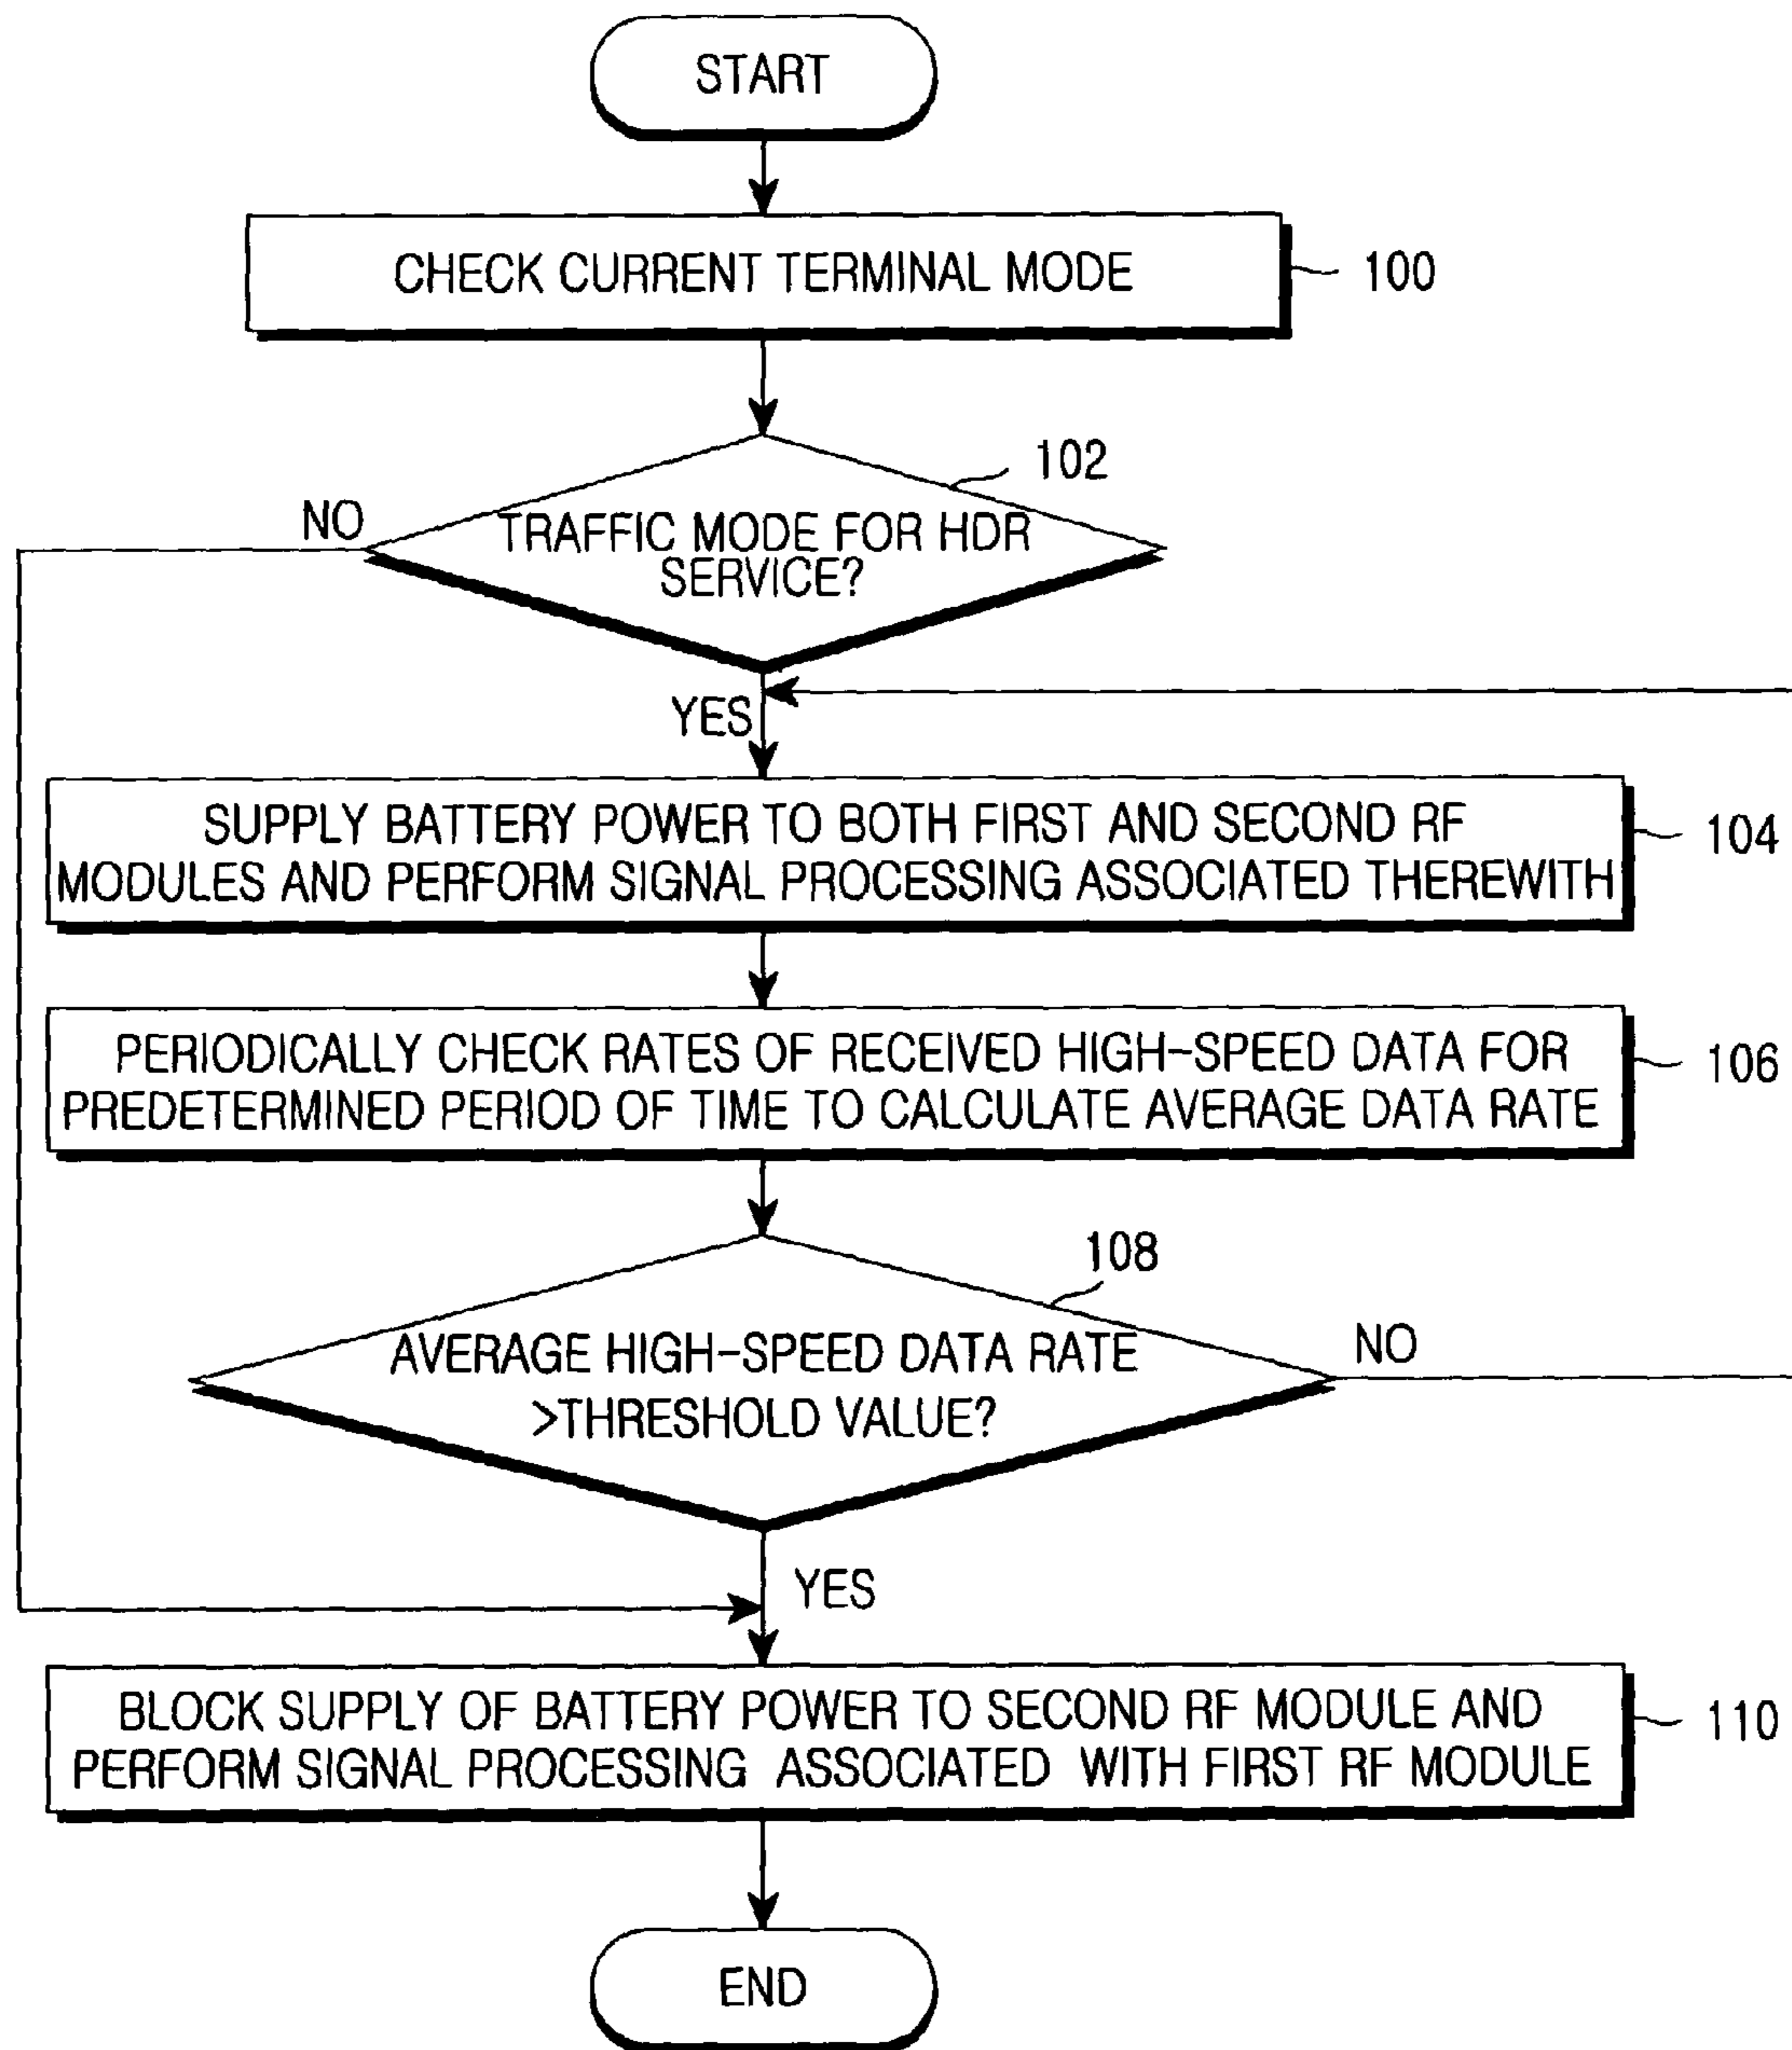 START
CHECK CURRENT TERMINAL MODE
100
102
NO
TRAFFIC MODE FOR HDR
SERVICE?
YES
SUPPLY BATTERY POWER TO BOTH FIRST AND SECOND RF
MODULES AND PERFORM SIGNAL PROCESSING ASSOCIATED THEREWITH
104
PERIODICALLY CHECK RATES OF RECEIVED HIGH-SPEED DATA FOR
PREDETERMINED PERIOD OF TIME TO CALCULATE AVERAGE DATA RATE
106
108
AVERAGE HIGH-SPEED DATA RATE
>THRESHOLD VALUE?
NO
YES
BLOCK SUPPLY OF BATTERY POWER TO SECOND RF MODULE AND
PERFORM SIGNAL PROCESSING ASSOCIATED WITH FIRST RF MODULE
110
END